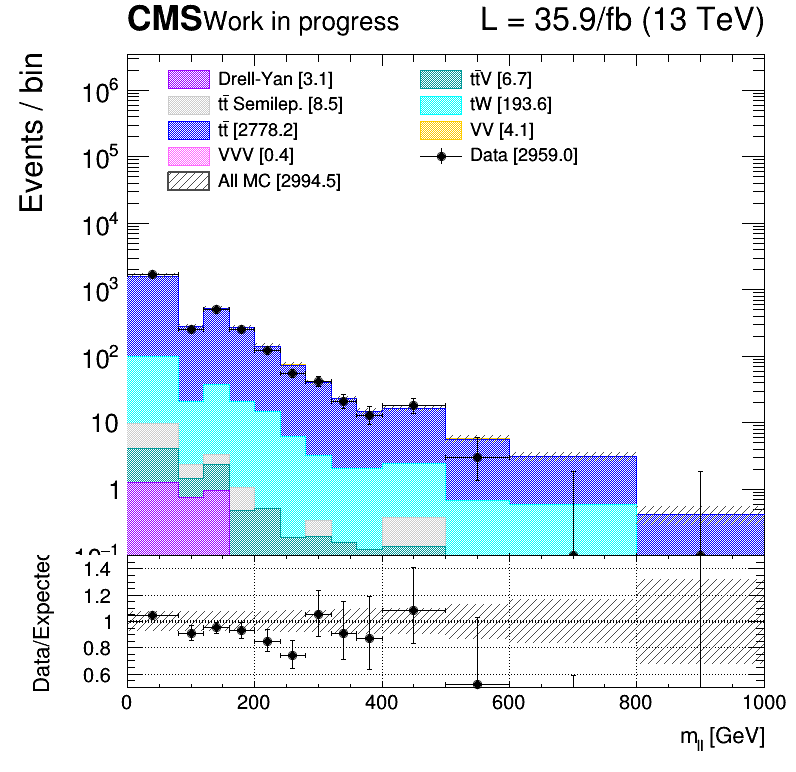 CMS Work in progress L = 35.9/fb (13 TeV)
Events / bin
Drell-Yan [3.1] tt̄V [6.7]
tt̄ Semilep. [8.5] tW [193.6]
tt̄ [2778.2] VV [4.1]
VVV [0.4] Data [2959.0]
All MC [2994.5]
10⁶
10⁵
10⁴
10³
10²
10
1
10⁻¹
Data/Expected
1.4
1.2
1
0.8
0.6
0 200 400 600 800 1000
m_ll [GeV]